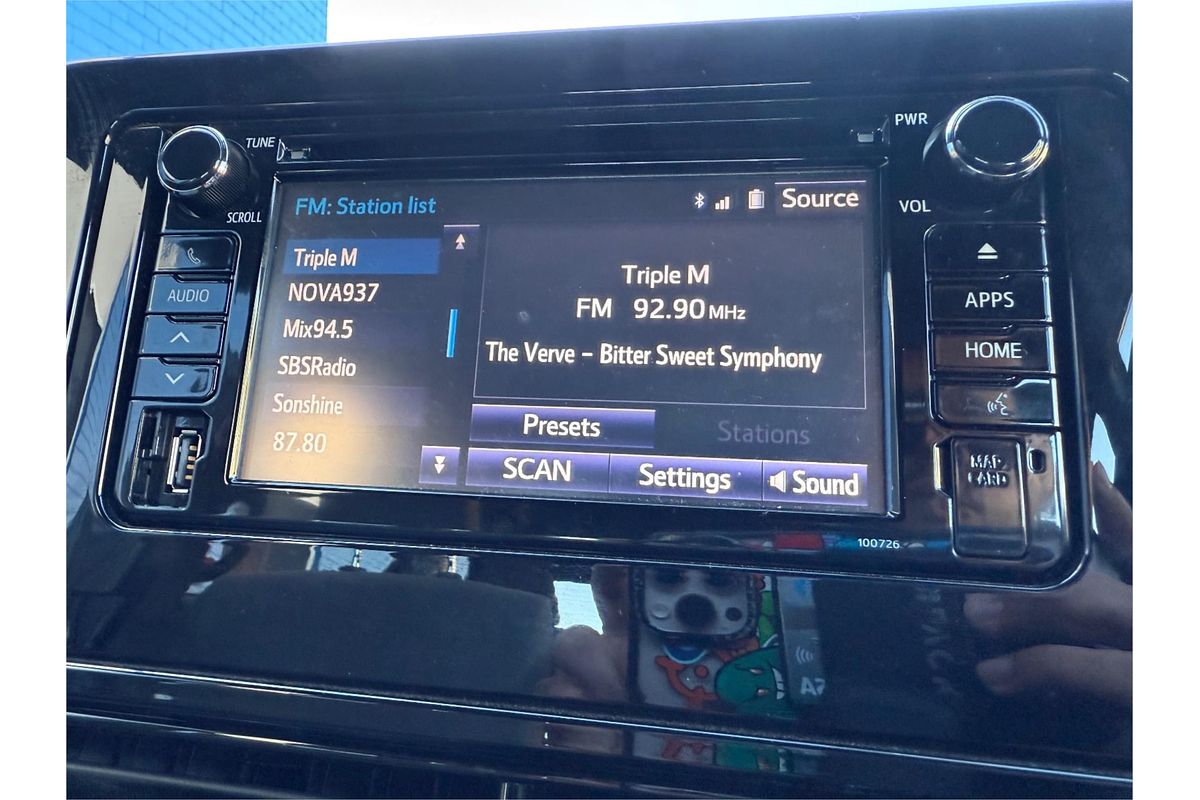 TUNE
SCROLL
PWR
VOL
AUDIO
FM: Station list
Source
Triple M
NOVA937
Mix94.5
SBSRadio
Sonshine
87.80
Triple M
FM 92.90 MHz
The Verve - Bitter Sweet Symphony
Presets
Stations
SCAN
Settings
Sound
APPS
HOME
MAP
CARD
100726